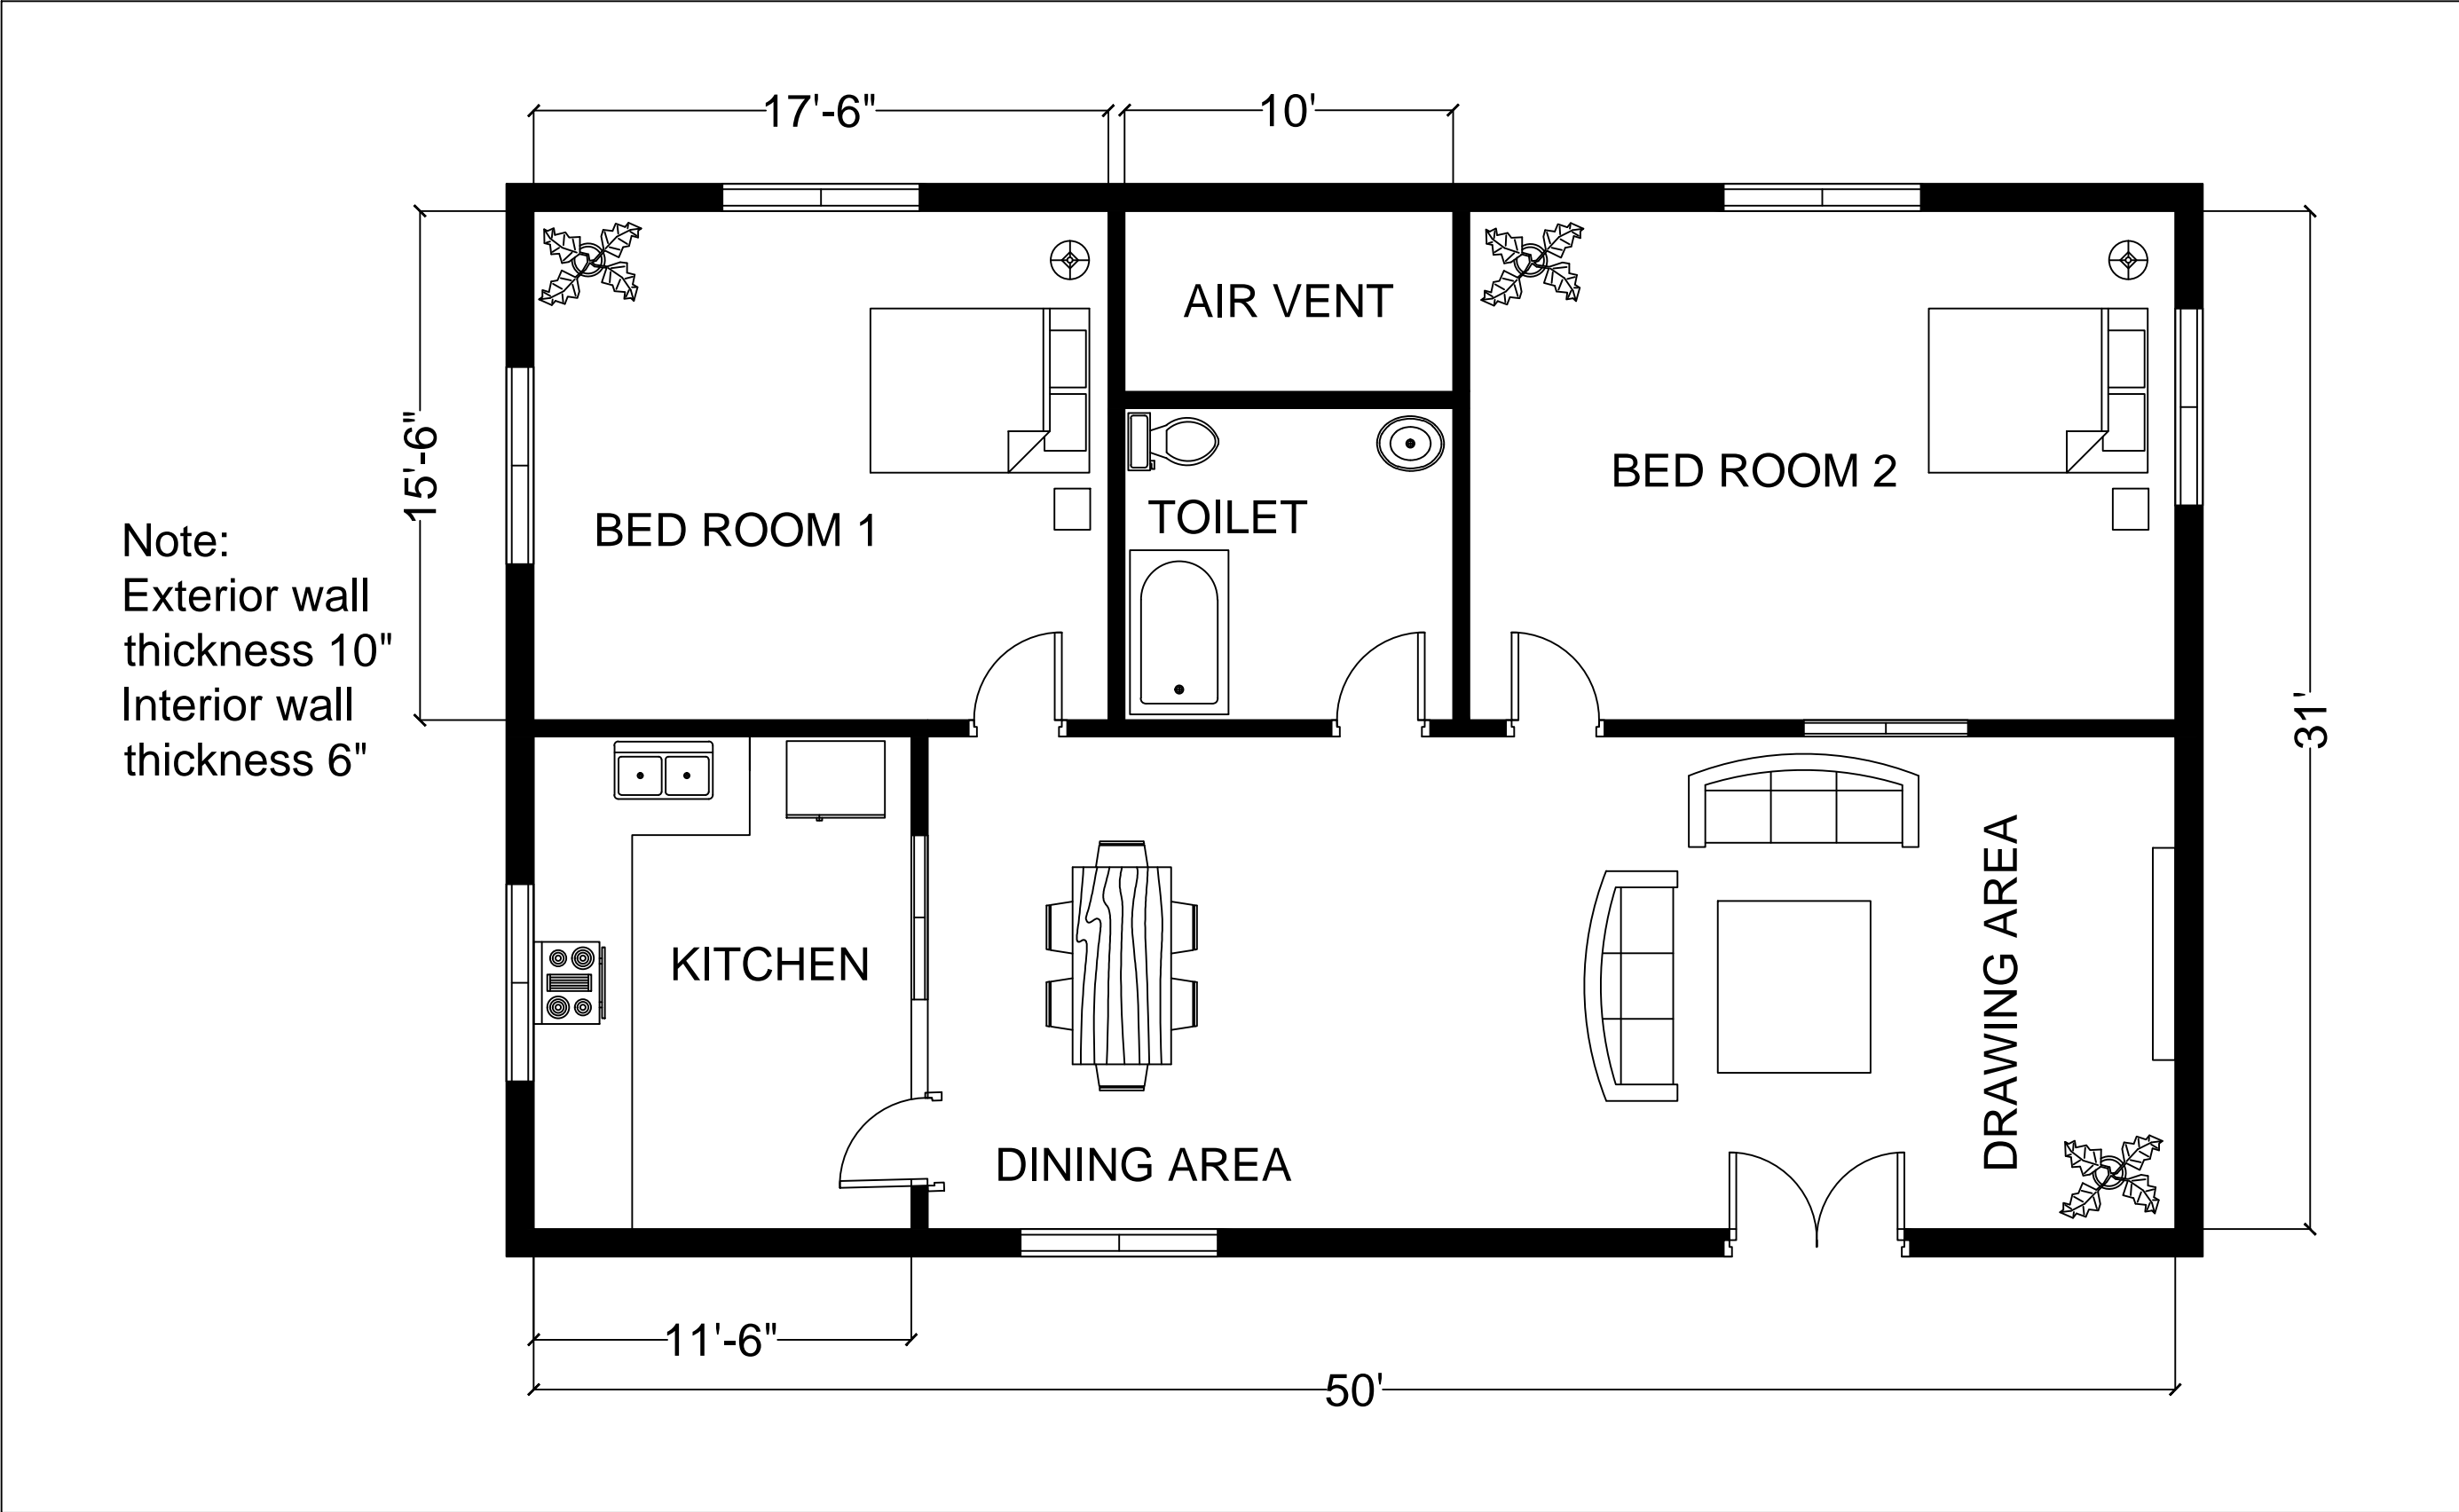 17'-6"
10'
AIR VENT
15'-6"
BED ROOM 2
TOILET
BED ROOM 1
Note:
Exterior wall
thickness 10"
Interior wall
thickness 6"
31'
KITCHEN
DRAWING AREA
DINING AREA
11'-6"
50'